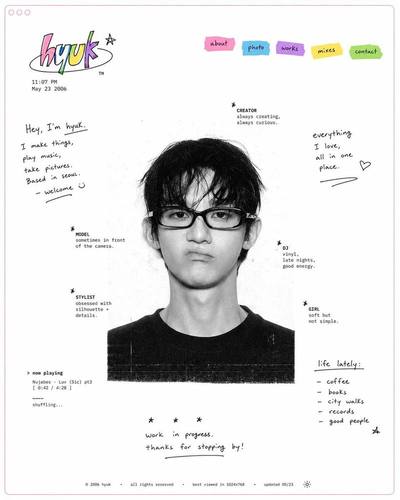 hyuk
TM
about
photo
works
mixes
contact
11:07 PM
May 23 2006
CREATOR
always creating,
always curious.
Hey, I'm hyuk.
I make things,
play music,
take pictures.
Based in seoul.
- welcome
everything
I love,
all in one
place.
MODEL
sometimes in front
of the camera.
DJ
vinyl,
late nights,
good energy.
STYLIST
obsessed with
silhouette +
details.
GIRL
soft but
not simple.
> now playing
Nujabes - Luv (Sic) pt3
[ 0:42 / 4:20 ]
shuffling...
life lately:
- coffee
- books
- city walks
- records
- good people
work in progress.
thanks for stopping by!
© 2006 hyuk • all rights reserved • best viewed in 1024x768 • updated 05/23